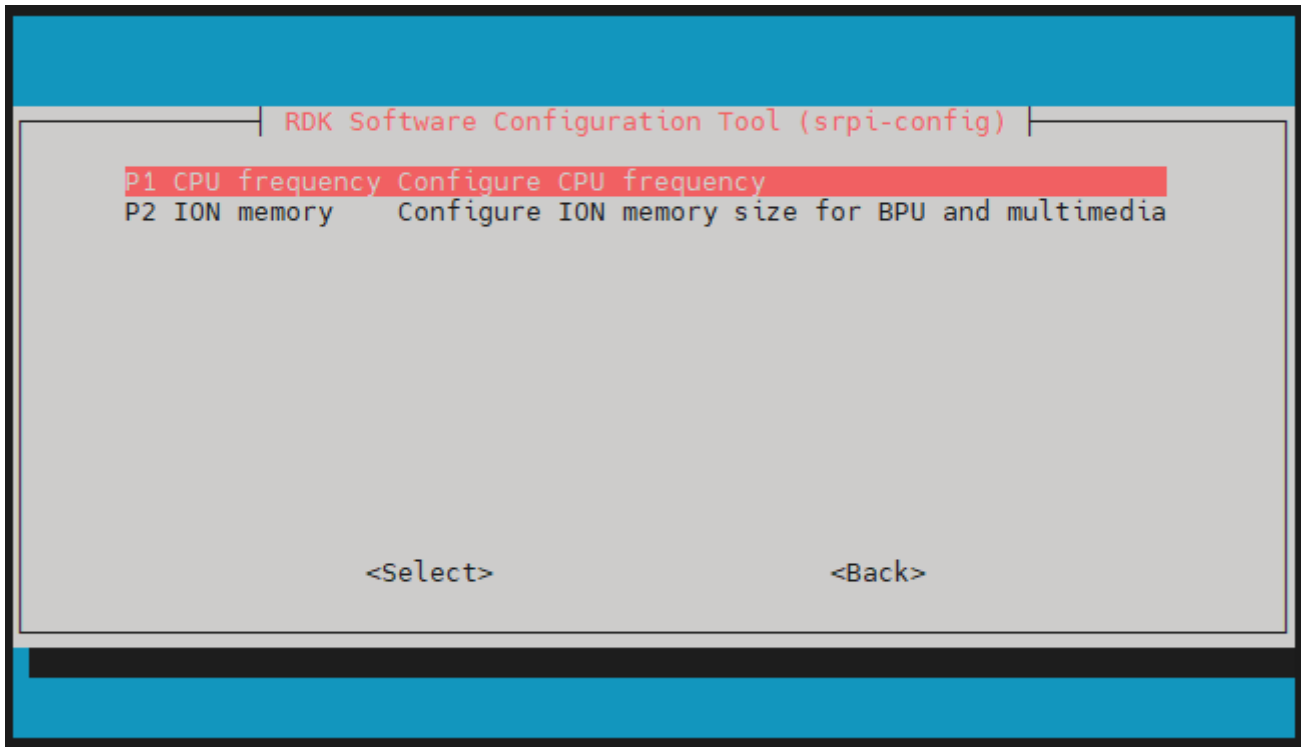 RDK Software Configuration Tool (srpi-config)
P1 CPU frequency Configure CPU frequency
P2 ION memory Configure ION memory size for BPU and multimedia
<Select> <Back>